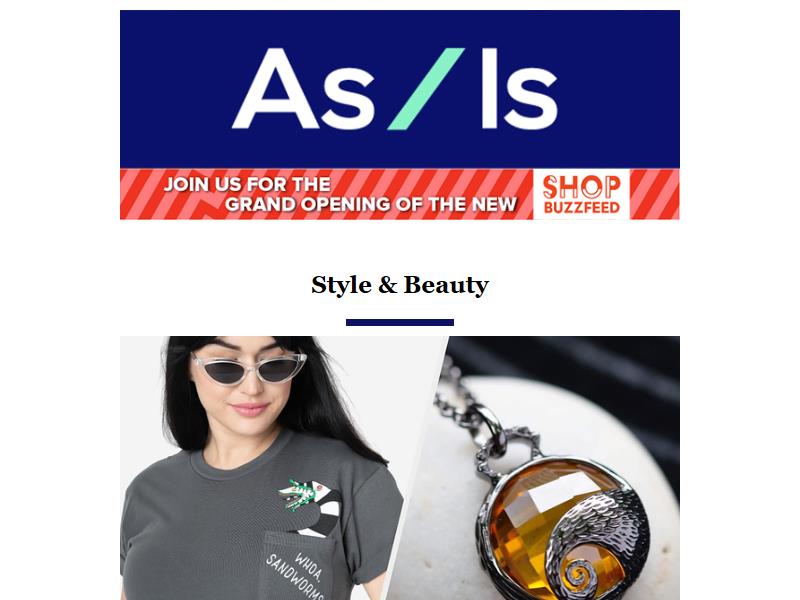 As/Is
JOIN US FOR THE
GRAND OPENING OF THE NEW
SHOP
BUZZFEED
Style & Beauty
WHOA,
SANDWORMS